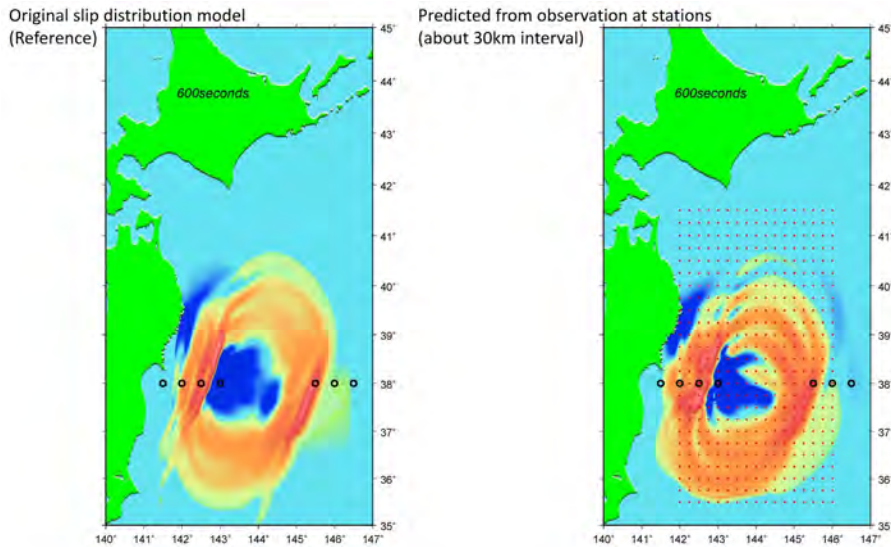 Original slip distribution model
(Reference)
600seconds
45°
44°
43°
42°
41°
40°
39°
38°
37°
36°
35°
140° 141° 142° 143° 144° 145° 146° 147°
Predicted from observation at stations
(about 30km interval)
600seconds
45°
44°
43°
42°
41°
40°
39°
38°
37°
36°
35°
140° 141° 142° 143° 144° 145° 146° 147°